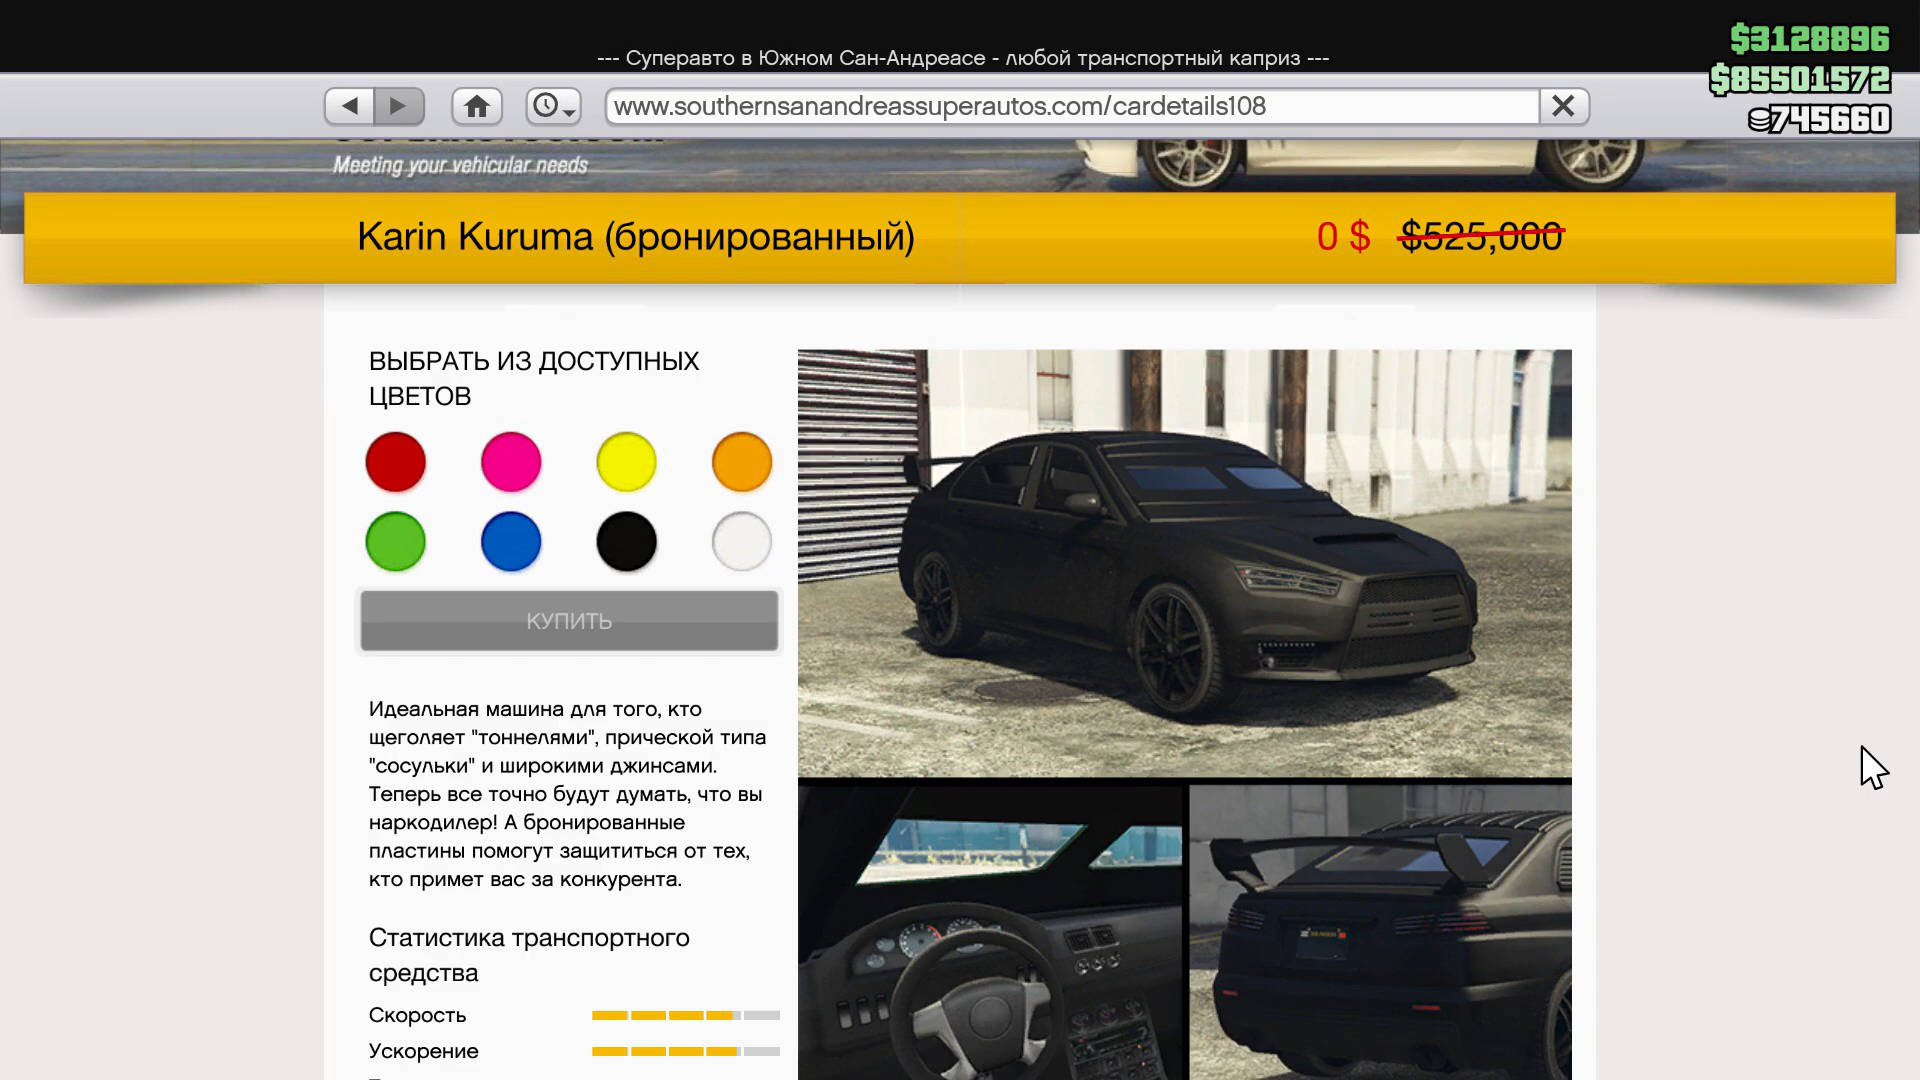 --- Суперавто в Южном Сан-Андреасе - любой транспортный каприз ---
$3128896
$85501572
745660
www.southernsanandreassuperautos.com/cardetails108
Meeting your vehicular needs
Karin Kuruma (бронированный)
0 $ $525,000
ВЫБРАТЬ ИЗ ДОСТУПНЫХ
ЦВЕТОВ
КУПИТЬ
Идеальная машина для того, кто
щеголяет "тоннелями", прической типа
"сосульки" и широкими джинсами.
Теперь все точно будут думать, что вы
наркодилер! А бронированные
пластины помогут защититься от тех,
кто примет вас за конкурента.
Статистика транспортного
средства
Скорость
Ускорение